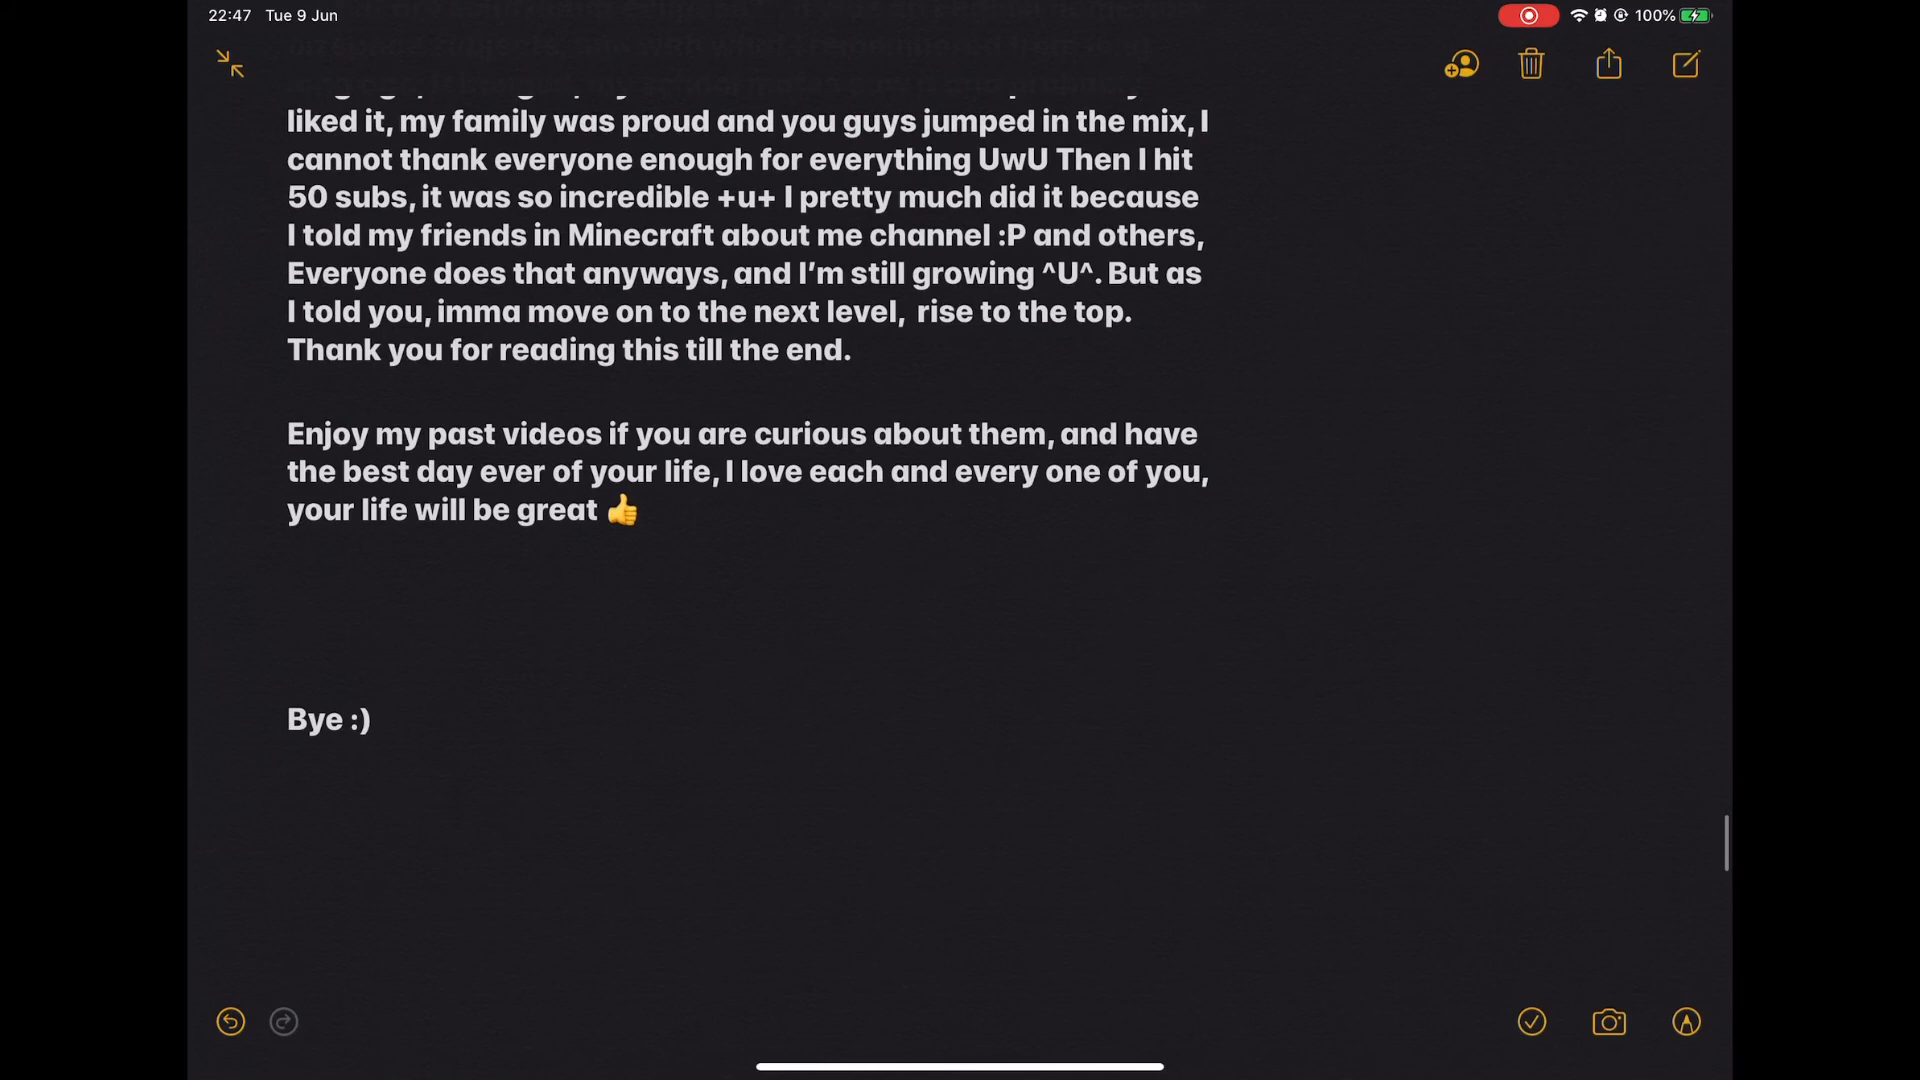 22:47 Tue 9 Jun 100%
liked it, my family was proud and you guys jumped in the mix, I
cannot thank everyone enough for everything UwU Then I hit
50 subs, it was so incredible +u+ I pretty much did it because
I told my friends in Minecraft about me channel :P and others,
Everyone does that anyways, and I’m still growing ^U^. But as
I told you, imma move on to the next level,  rise to the top.
Thank you for reading this till the end.
Enjoy my past videos if you are curious about them, and have
the best day ever of your life, I love each and every one of you,
your life will be great 👍
Bye :)